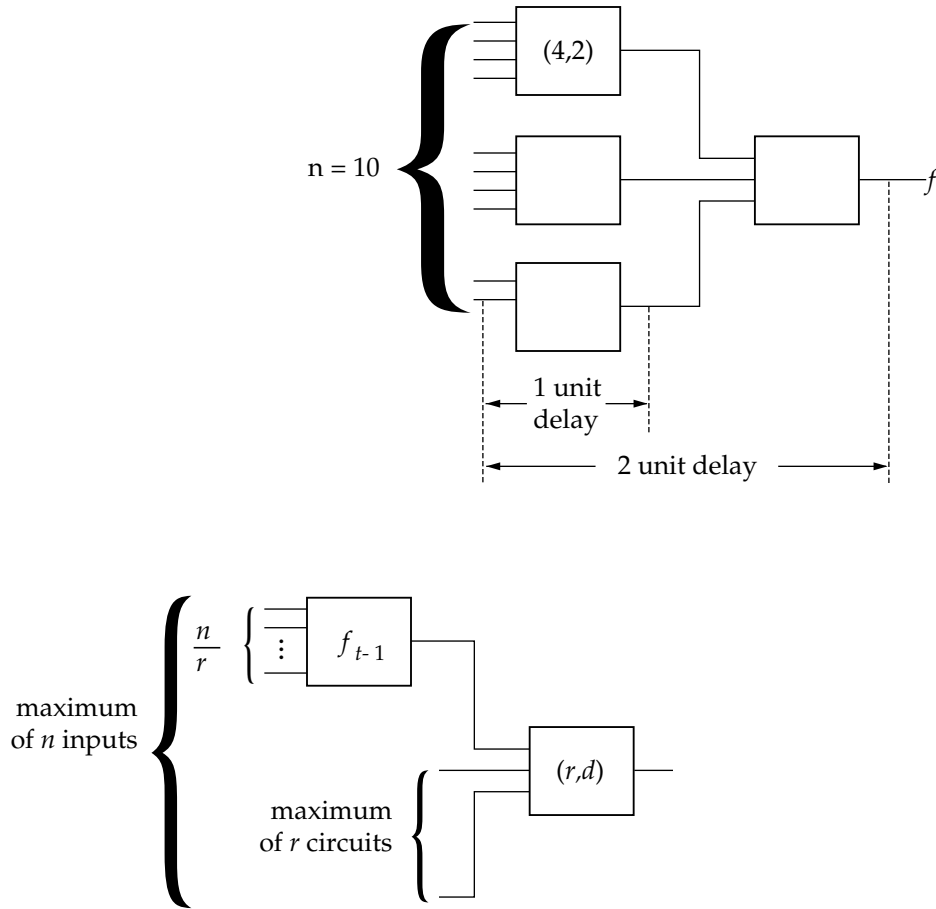 (4,2)
n = 10
f
1 unit
delay
2 unit delay
n
r
f t-1
maximum
of n inputs
(r,d)
maximum
of r circuits